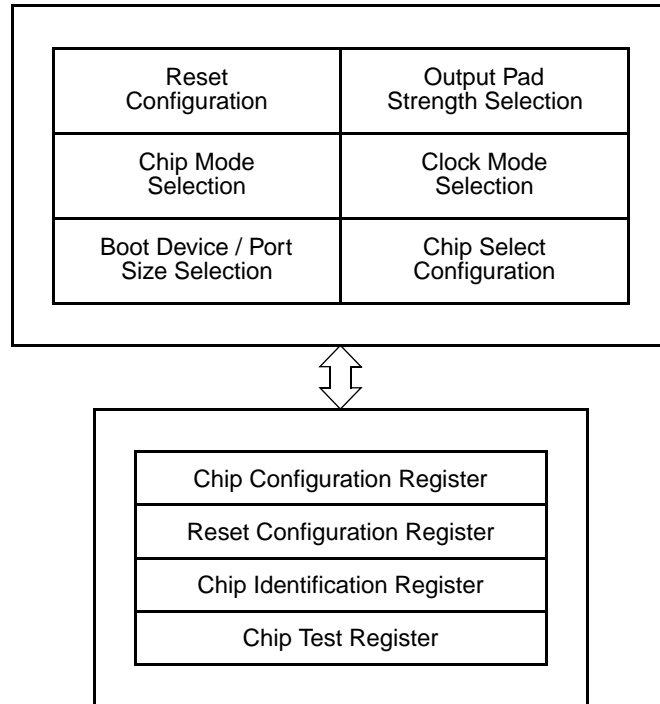 Reset
Configuration
Output Pad
Strength Selection
Chip Mode
Selection
Clock Mode
Selection
Boot Device / Port
Size Selection
Chip Select
Configuration
Chip Configuration Register
Reset Configuration Register
Chip Identification Register
Chip Test Register